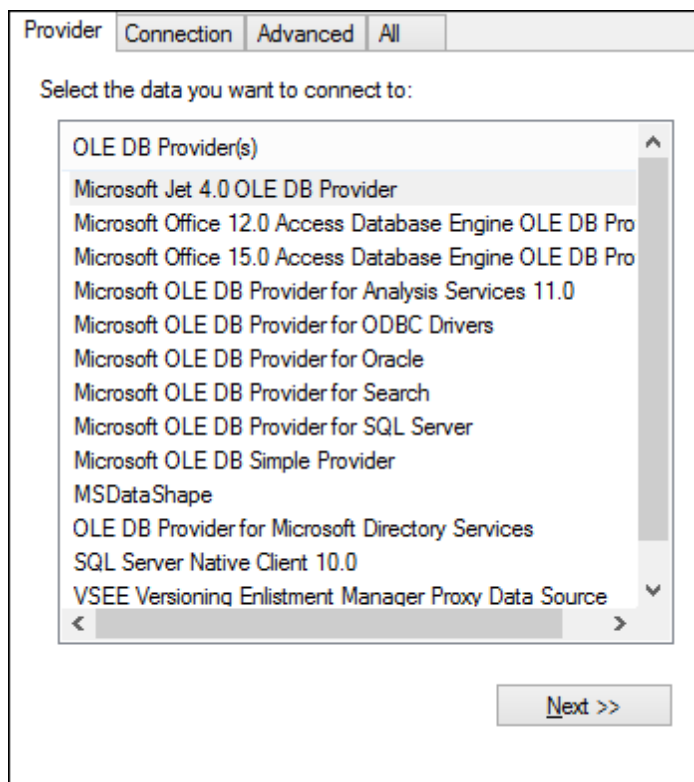 Provider Connection Advanced All
Select the data you want to connect to:
OLE DB Provider(s)
Microsoft Jet 4.0 OLE DB Provider
Microsoft Office 12.0 Access Database Engine OLE DB Pro
Microsoft Office 15.0 Access Database Engine OLE DB Pro
Microsoft OLE DB Provider for Analysis Services 11.0
Microsoft OLE DB Provider for ODBC Drivers
Microsoft OLE DB Provider for Oracle
Microsoft OLE DB Provider for Search
Microsoft OLE DB Provider for SQL Server
Microsoft OLE DB Simple Provider
MSDataShape
OLE DB Provider for Microsoft Directory Services
SQL Server Native Client 10.0
VSEE Versioning Enlistment Manager Proxy Data Source
Next >>